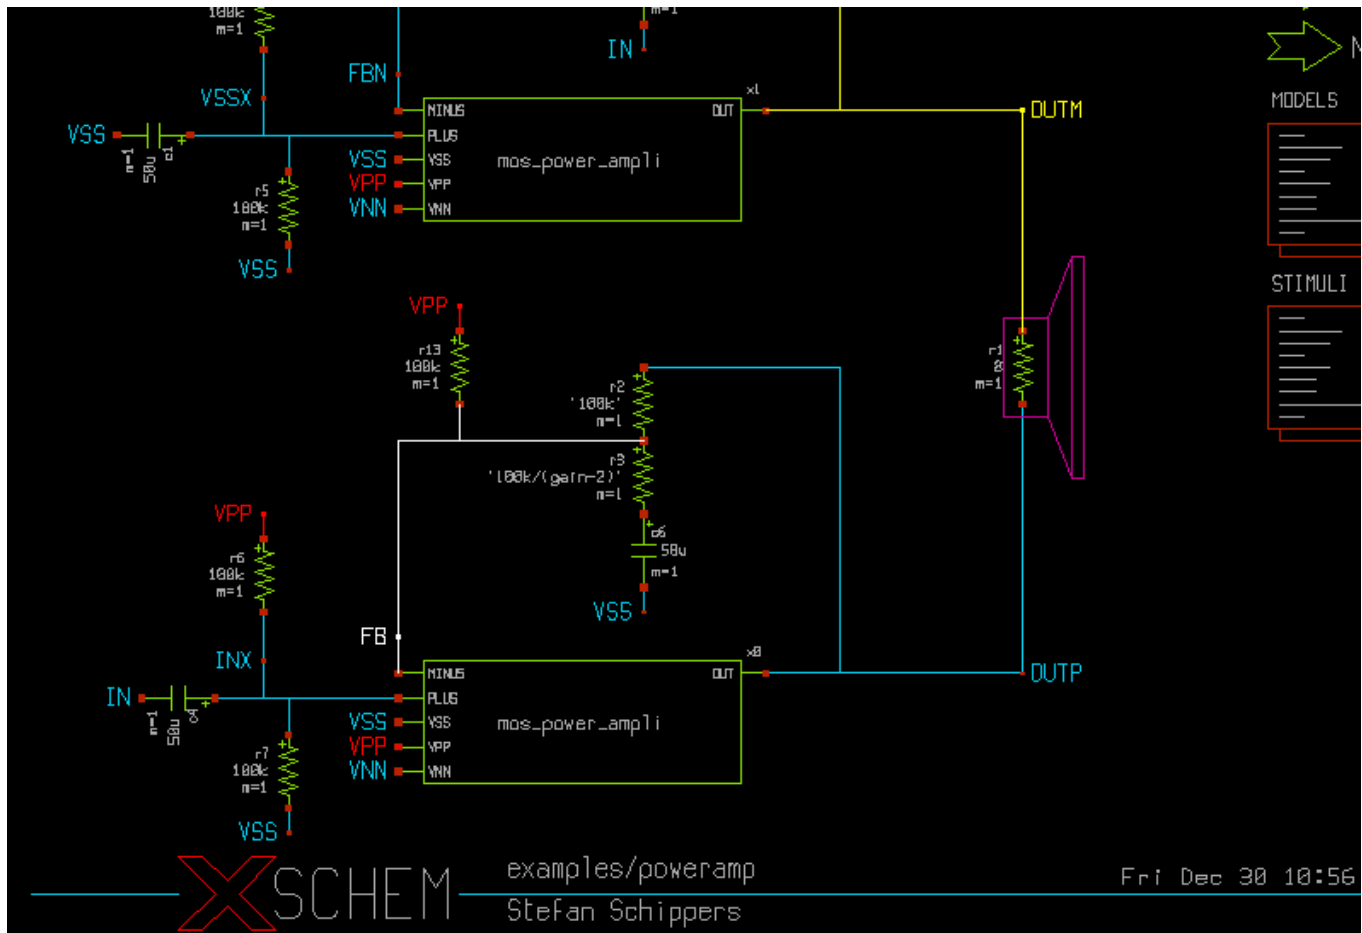 100k
m=1
m=1
IN
FBN
VSSX
x1
MINUS
OUT
OUTM
MODELS
VSS
PLUS
m=1
50u
c1
VSS
VSS
mos_power_ampli
VPP
VPP
VNN
VNN
r5
100k
m=1
VSS
STIMULI
VPP
r13
100k
m=1
r1
8
m=1
r2
'100k'
m=1
r3
'100k/(gain-2)'
m=1
VPP
c6
50u
m=1
r6
100k
m=1
VSS
FB
INX
x0
MINUS
OUT
OUTP
IN
PLUS
m=1
50u
c4
VSS
VSS
mos_power_ampli
VPP
VPP
VNN
VNN
r7
100k
m=1
VSS
XSCHEM
examples/poweramp
Stefan Schippers
Fri Dec 30 10:56